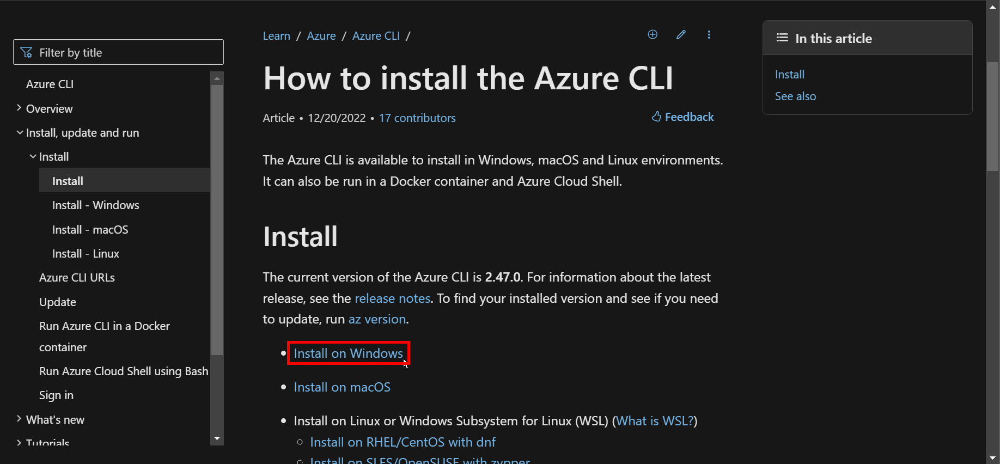 Filter by title
Azure CLI
Overview
Install, update and run
Install
Install
Install - Windows
Install - macOS
Install - Linux
Azure CLI URLs
Update
Run Azure CLI in a Docker
container
Run Azure Cloud Shell using Bash
Sign in
What's new
Tutorials
Learn / Azure / Azure CLI /
How to install the Azure CLI
Article • 12/20/2022 • 17 contributors
Feedback
The Azure CLI is available to install in Windows, macOS and Linux environments.
It can also be run in a Docker container and Azure Cloud Shell.
Install
The current version of the Azure CLI is 2.47.0. For information about the latest
release, see the release notes. To find your installed version and see if you need
to update, run az version.
• Install on Windows
• Install on macOS
• Install on Linux or Windows Subsystem for Linux (WSL) (What is WSL?)
○ Install on RHEL/CentOS with dnf
○ Install on SLES/OpenSUSE with zypper
In this article
Install
See also